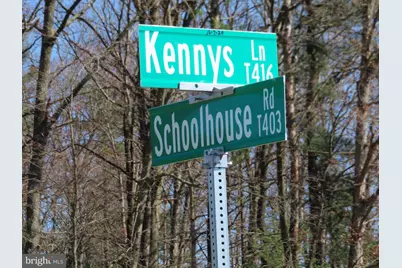 Kennys Ln
T416
Schoolhouse Rd
T403
bright MLS